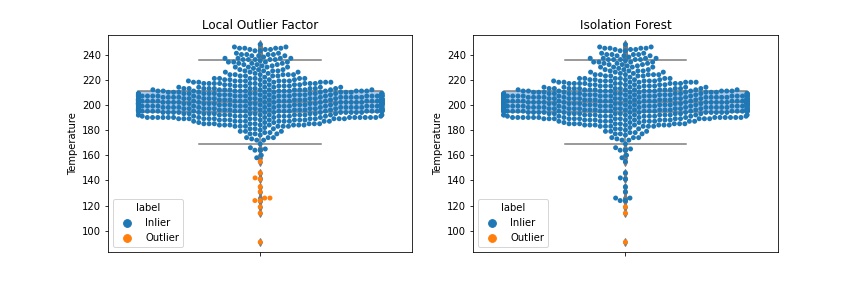 Local Outlier Factor
Temperature
240
220
200
180
160
140
120
100
label
Inlier
Outlier
Isolation Forest
Temperature
240
220
200
180
160
140
120
100
label
Inlier
Outlier